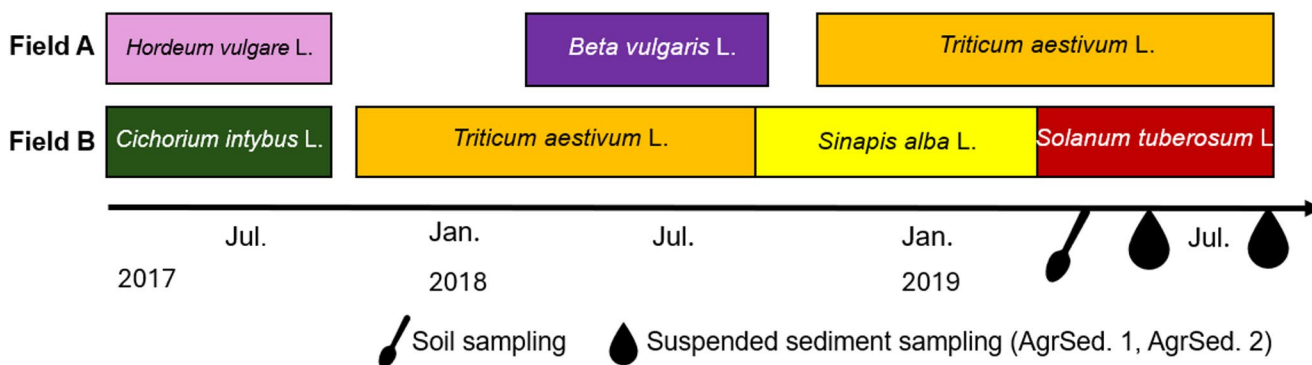 Field A
Hordeum vulgare L.
Beta vulgaris L.
Triticum aestivum L.
Field B
Cichorium intybus L.
Triticum aestivum L.
Sinapis alba L.
Solanum tuberosum L
Jul.
Jan.
Jul.
Jan.
Jul.
2017
2018
2019
Soil sampling
Suspended sediment sampling (AgrSed. 1, AgrSed. 2)